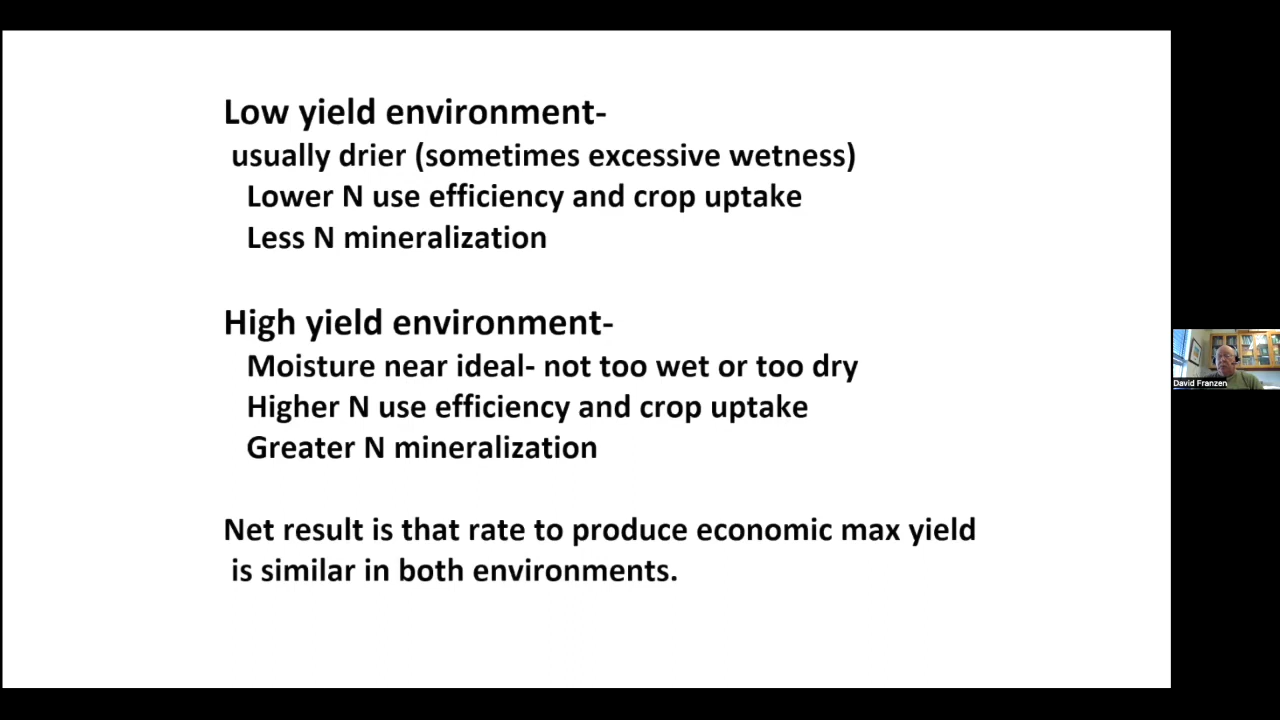 Low yield environment-
usually drier (sometimes excessive wetness)
Lower N use efficiency and crop uptake
Less N mineralization
High yield environment-
Moisture near ideal- not too wet or too dry
Higher N use efficiency and crop uptake
Greater N mineralization
Net result is that rate to produce economic max yield
is similar in both environments.
David Franzen